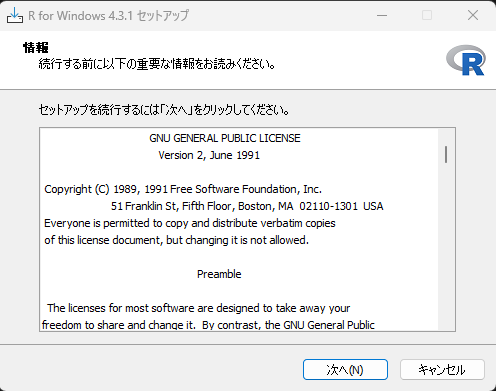 R for Windows 4.3.1 セットアップ
情報
続行する前に以下の重要な情報をお読みください。
R
セットアップを続行するには「次へ」をクリックしてください。
GNU GENERAL PUBLIC LICENSE
Version 2, June 1991
Copyright (C) 1989, 1991 Free Software Foundation, Inc.
51 Franklin St, Fifth Floor, Boston, MA  02110-1301  USA
Everyone is permitted to copy and distribute verbatim copies
of this license document, but changing it is not allowed.
Preamble
The licenses for most software are designed to take away your
freedom to share and change it.  By contrast, the GNU General Public
次へ(N)
キャンセル